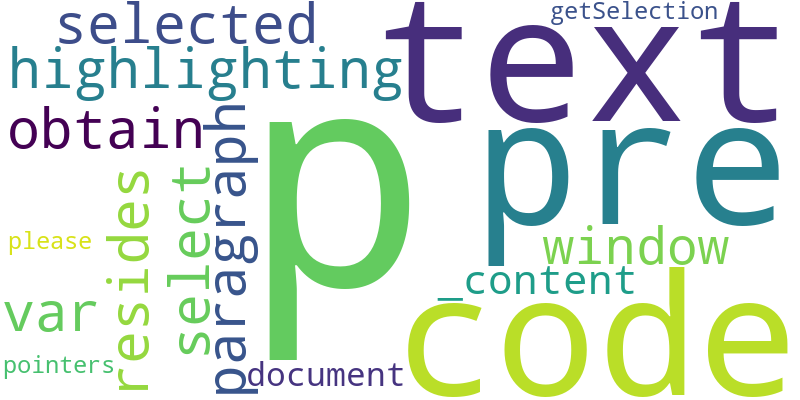 selected
text
getSelection
highlighting
obtain
paragraph
p
pre
resides
select
please
window
_content
var
code
pointers
document